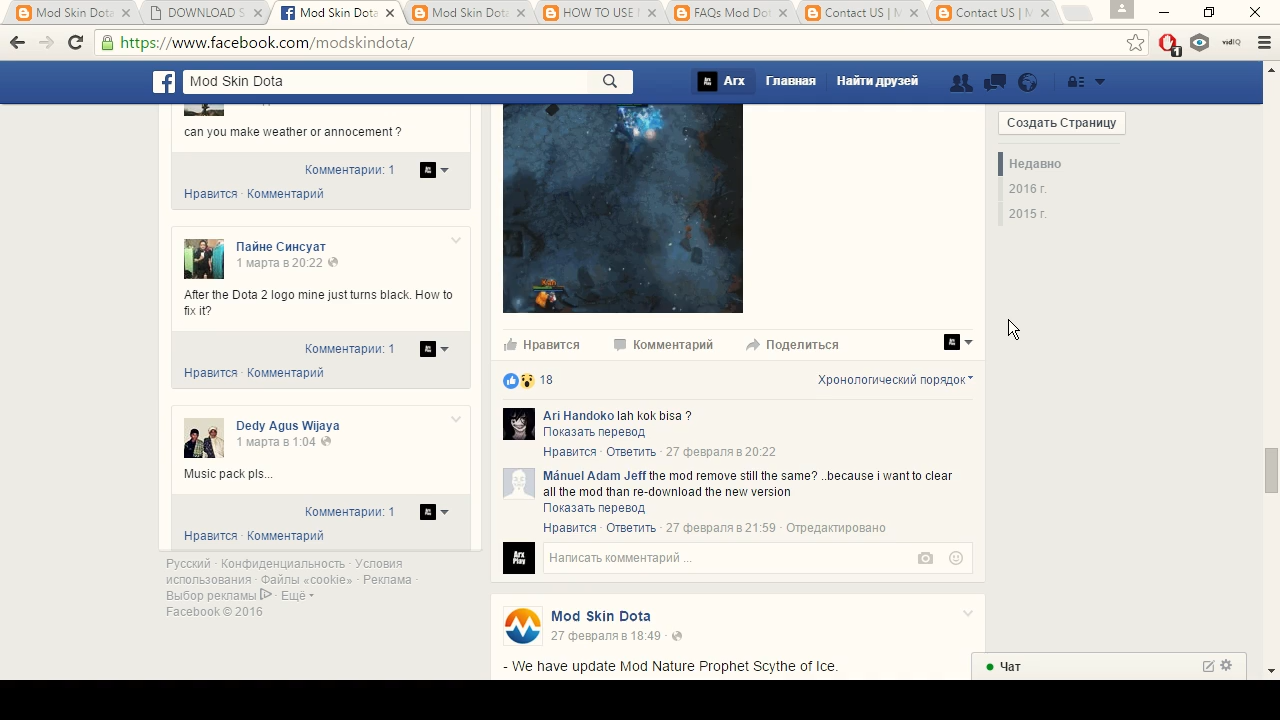 Mod Skin Dota
DOWNLOAD S
Mod Skin Dota
Mod Skin Dota
HOW TO USE
FAQs Mod Dot
Contact US | M
Contact US | M
https://www.facebook.com/modskindota/
1
vidIQ
Mod Skin Dota
Arx
Главная
Найти друзей
can you make weather or annocement ?
Комментарии: 1
Нравится · Комментарий
Пайне Синсуат
1 марта в 20:22
After the Dota 2 logo mine just turns black. How to
fix it?
Комментарии: 1
Нравится · Комментарий
Dedy Agus Wijaya
1 марта в 1:04
Music pack pls...
Комментарии: 1
Нравится · Комментарий
Русский · Конфиденциальность · Условия
использования · Файлы «cookie» · Реклама ·
Выбор рекламы · Ещё
Facebook © 2016
Нравится
Комментарий
Поделиться
18
Хронологический порядок
Ari Handoko lah kok bisa ?
Показать перевод
Нравится · Ответить · 27 февраля в 20:22
Mánuel Adam Jeff the mod remove still the same? ..because i want to clear
all the mod than re-download the new version
Показать перевод
Нравится · Ответить · 27 февраля в 21:59 · Отредактировано
Arx
Play
Написать комментарий ...
Mod Skin Dota
27 февраля в 18:49 ·
- We have update Mod Nature Prophet Scythe of Ice.
Создать Страницу
Недавно
2016 г.
2015 г.
Чат